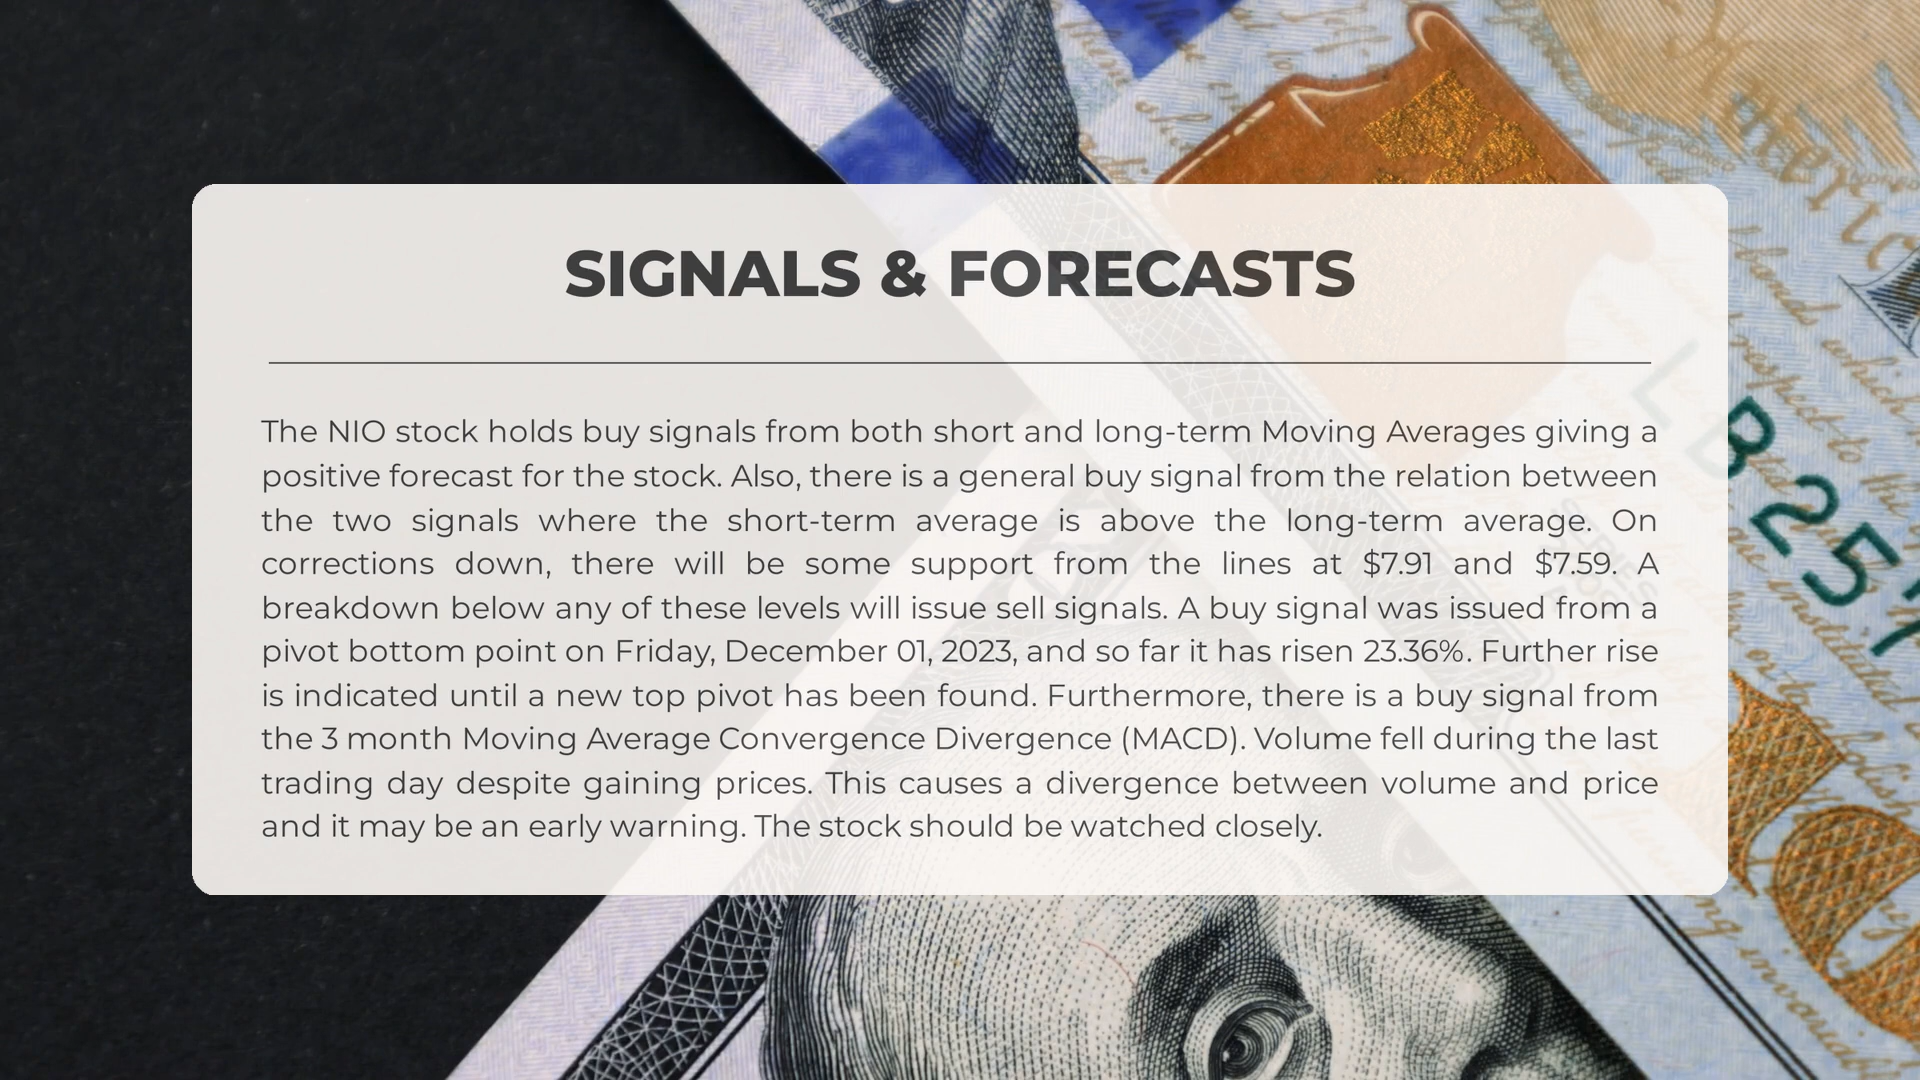 SIGNALS & FORECASTS
The NIO stock holds buy signals from both short and long-term Moving Averages giving a
positive forecast for the stock. Also, there is a general buy signal from the relation between
the two signals where the short-term average is above the long-term average. On
corrections down, there will be some support from the lines at $7.91 and $7.59. A
breakdown below any of these levels will issue sell signals. A buy signal was issued from a
pivot bottom point on Friday, December 01, 2023, and so far it has risen 23.36%. Further rise
is indicated until a new top pivot has been found. Furthermore, there is a buy signal from
the 3 month Moving Average Convergence Divergence (MACD). Volume fell during the last
trading day despite gaining prices. This causes a divergence between volume and price
and it may be an early warning. The stock should be watched closely.
LB25